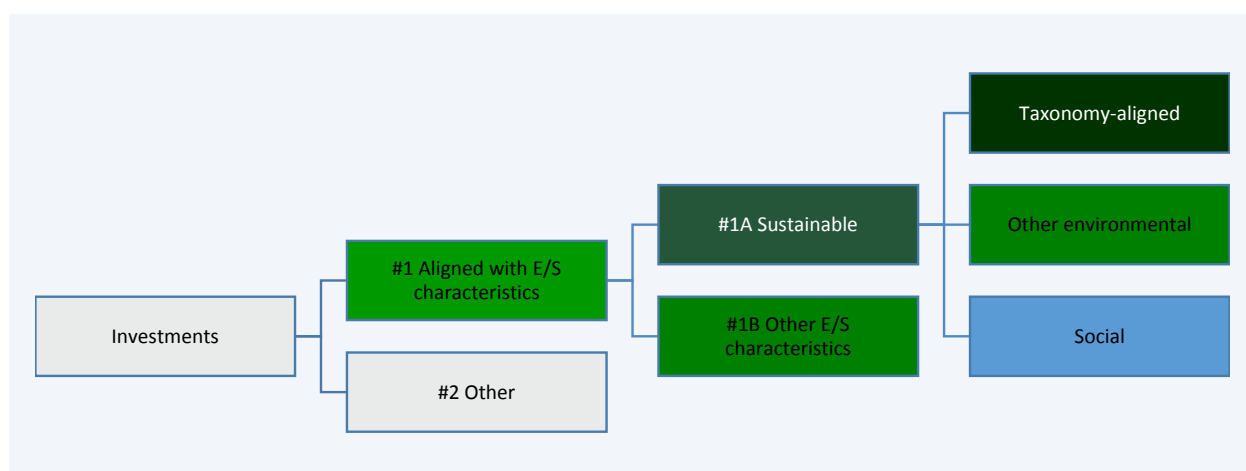 Taxonomy-aligned
#1A Sustainable
Other environmental
#1 Aligned with E/S
characteristics
#1B Other E/S
characteristics
Investments
Social
#2 Other